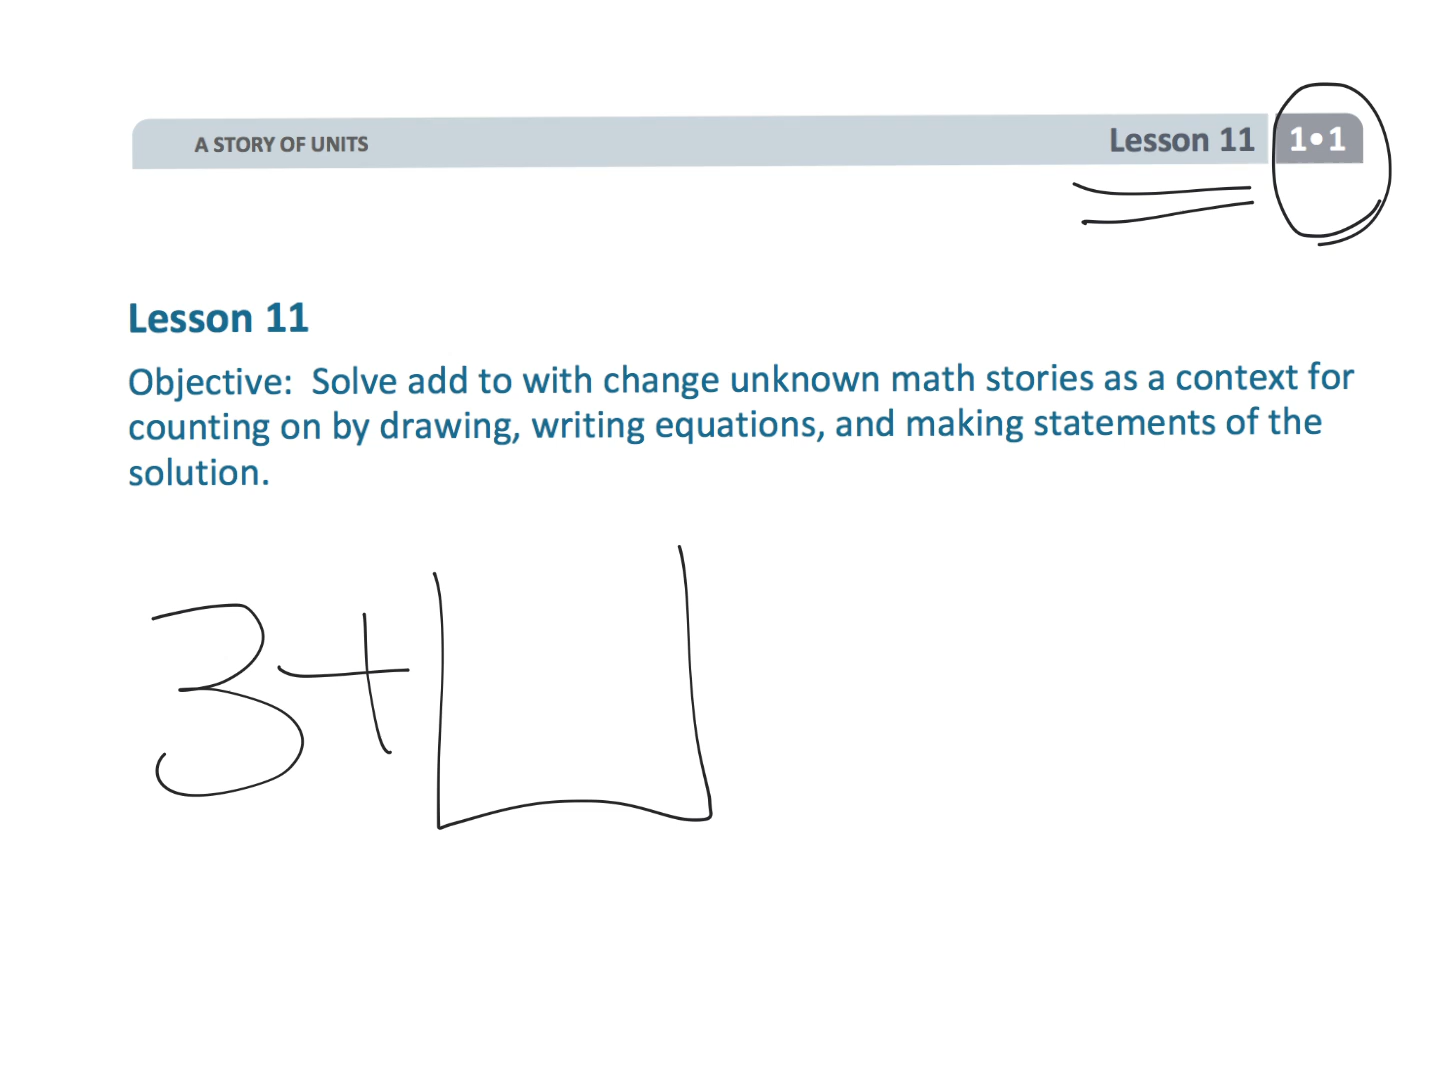 A STORY OF UNITS
Lesson 11
1•1
Lesson 11
Objective: Solve add to with change unknown math stories as a context for
counting on by drawing, writing equations, and making statements of the
solution.
3+